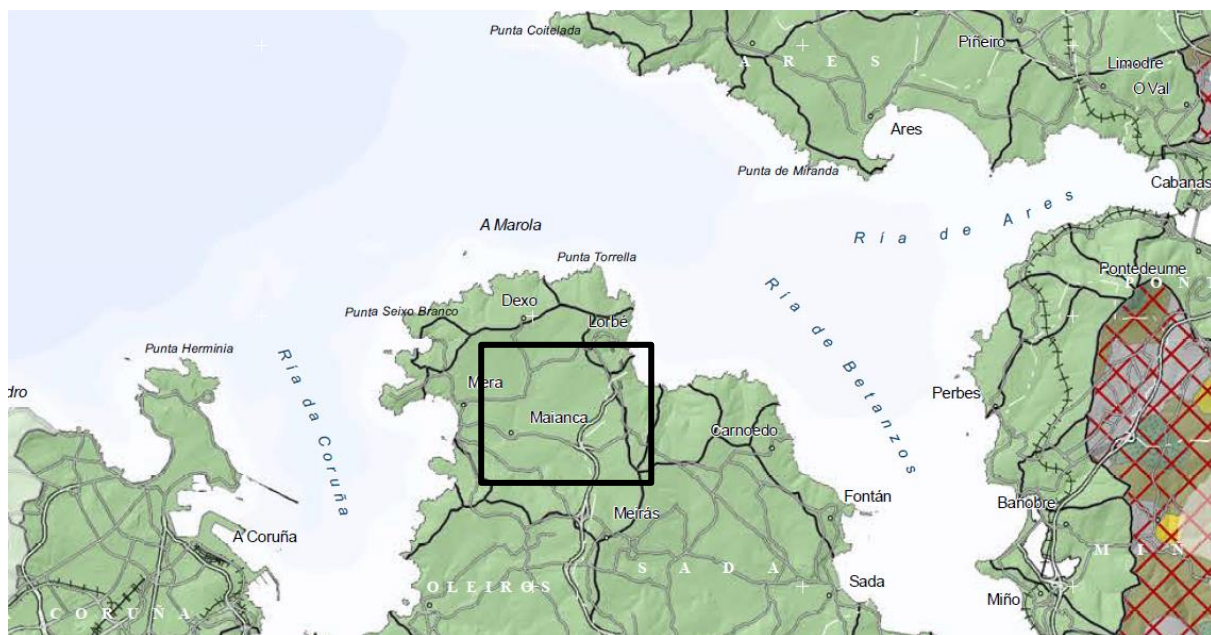 Punta Coitelada
Piñeiro
A R E S
Limodre
O Val
Ares
Punta de Miranda
Cabanas
Ría de Ares
A Marola
Punta Torrella
Pontedeume
Dexo
Punta Seixo Branco
Lorbé
Ría de Betanzos
Punta Herminia
Ría da Coruña
Mera
Perbes
dro
Maianca
Carnoedo
Fontán
Bañobre
Meirás
A Coruña
M I Ñ
O L E I R O S
S A D A
Sada
Miño
C O R U Ñ A